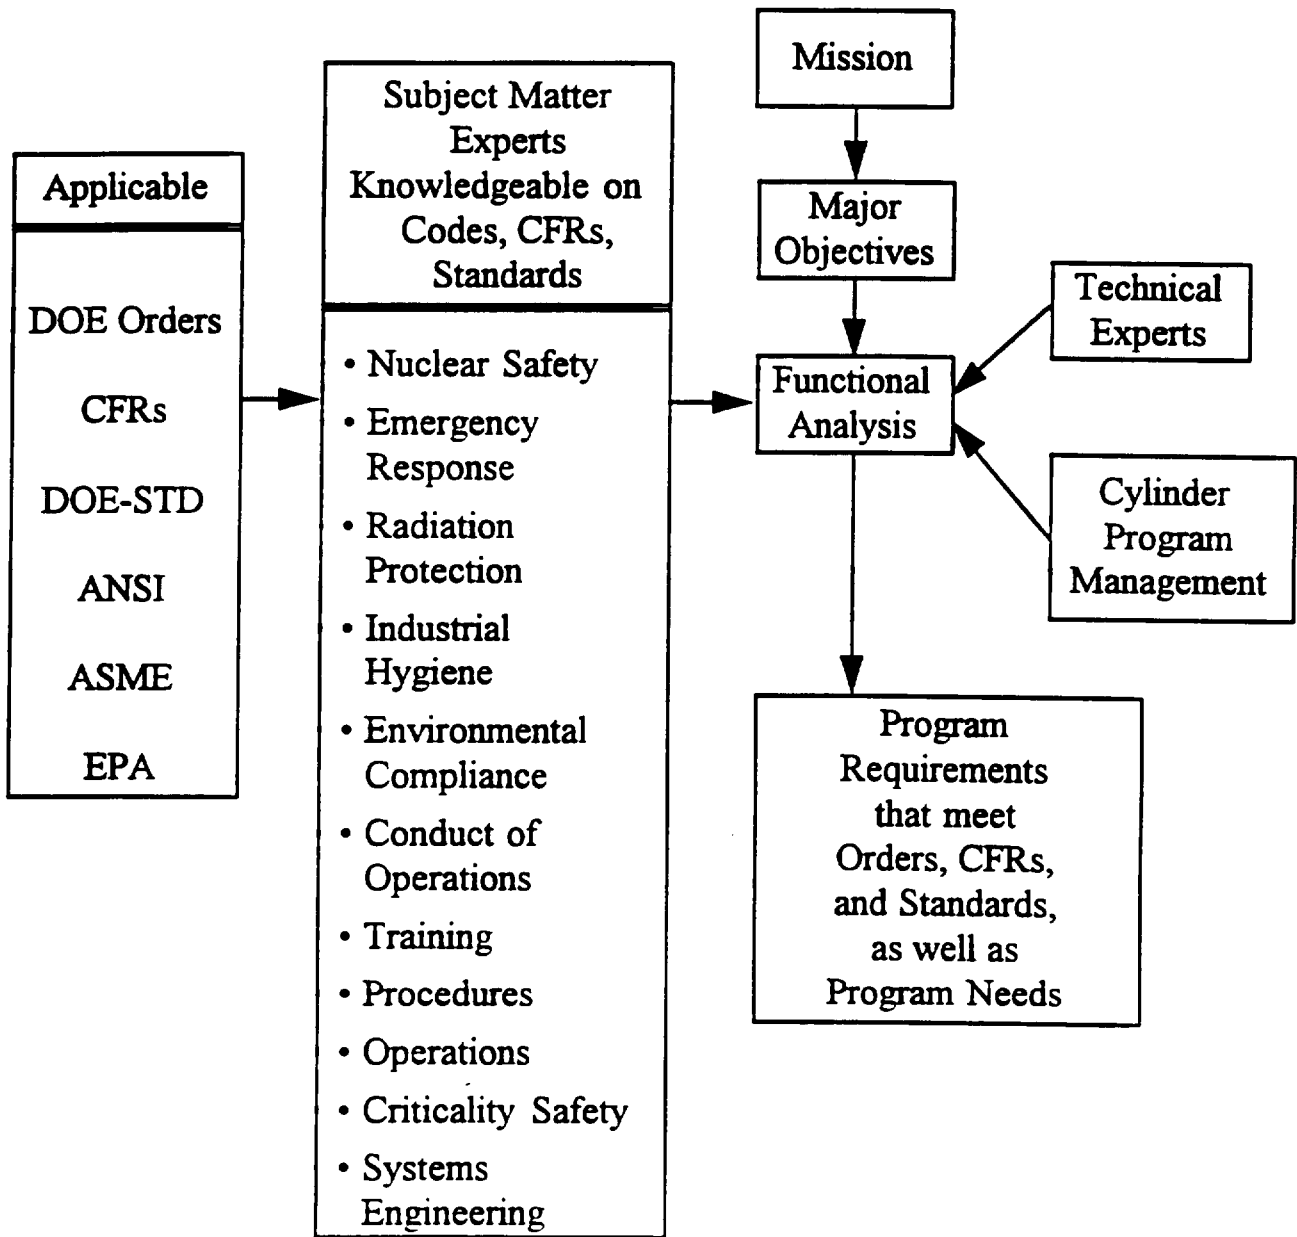 Applicable
DOE Orders
CFRs
DOE-STD
ANSI
ASME
EPA
Subject Matter
Experts
Knowledgeable on
Codes, CFRs,
Standards
• Nuclear Safety
• Emergency
Response
• Radiation
Protection
• Industrial
Hygiene
• Environmental
Compliance
• Conduct of
Operations
• Training
• Procedures
• Operations
• Criticality Safety
• Systems
Engineering
Mission
Major
Objectives
Functional
Analysis
Technical
Experts
Cylinder
Program
Management
Program
Requirements
that meet
Orders, CFRs,
and Standards,
as well as
Program Needs